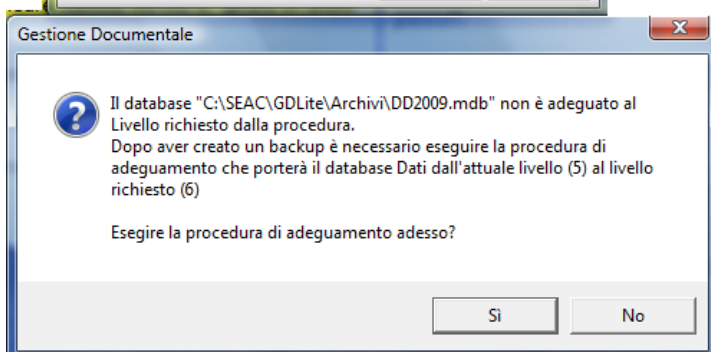 Gestione Documentale
Il database "C:\SEAC\GDLite\Archivi\DD2009.mdb" non è adeguato al
Livello richiesto dalla procedura.
Dopo aver creato un backup è necessario eseguire la procedura di
adeguamento che porterà il database Dati dall'attuale livello (5) al livello
richiesto (6)
Esegire la procedura di adeguamento adesso?
Sì
No